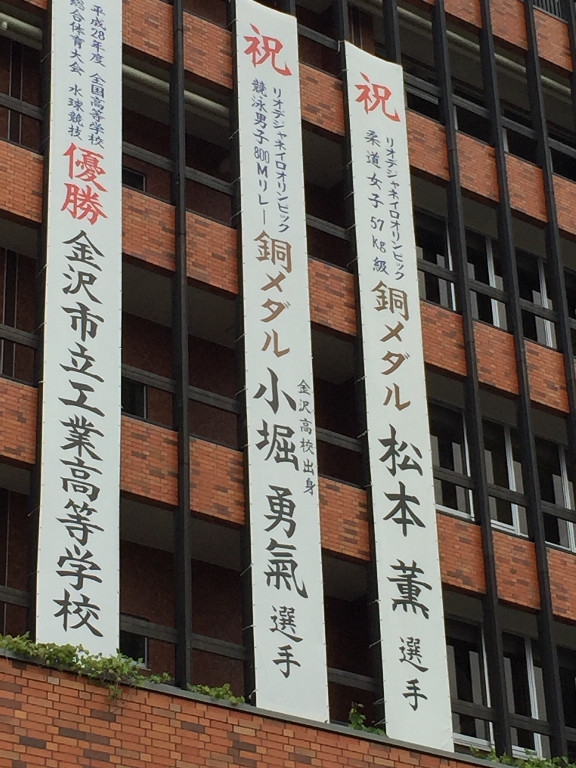 祝
リオデジャネイロオリンピック
柔道女子57kg級
銅メダル
松本 薫 選手
祝
リオデジャネイロオリンピック
競泳男子800Mリレー
銅メダル
金沢高校出身
小堀 勇氣 選手
平成28年度 全国高等学校
総合体育大会 水球競技
優勝
金沢市立工業高等学校